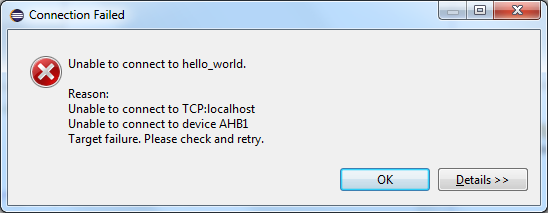 Connection Failed
Unable to connect to hello_world.
Reason:
Unable to connect to TCP:localhost
Unable to connect to device AHB1
Target failure. Please check and retry.
OK
Details >>